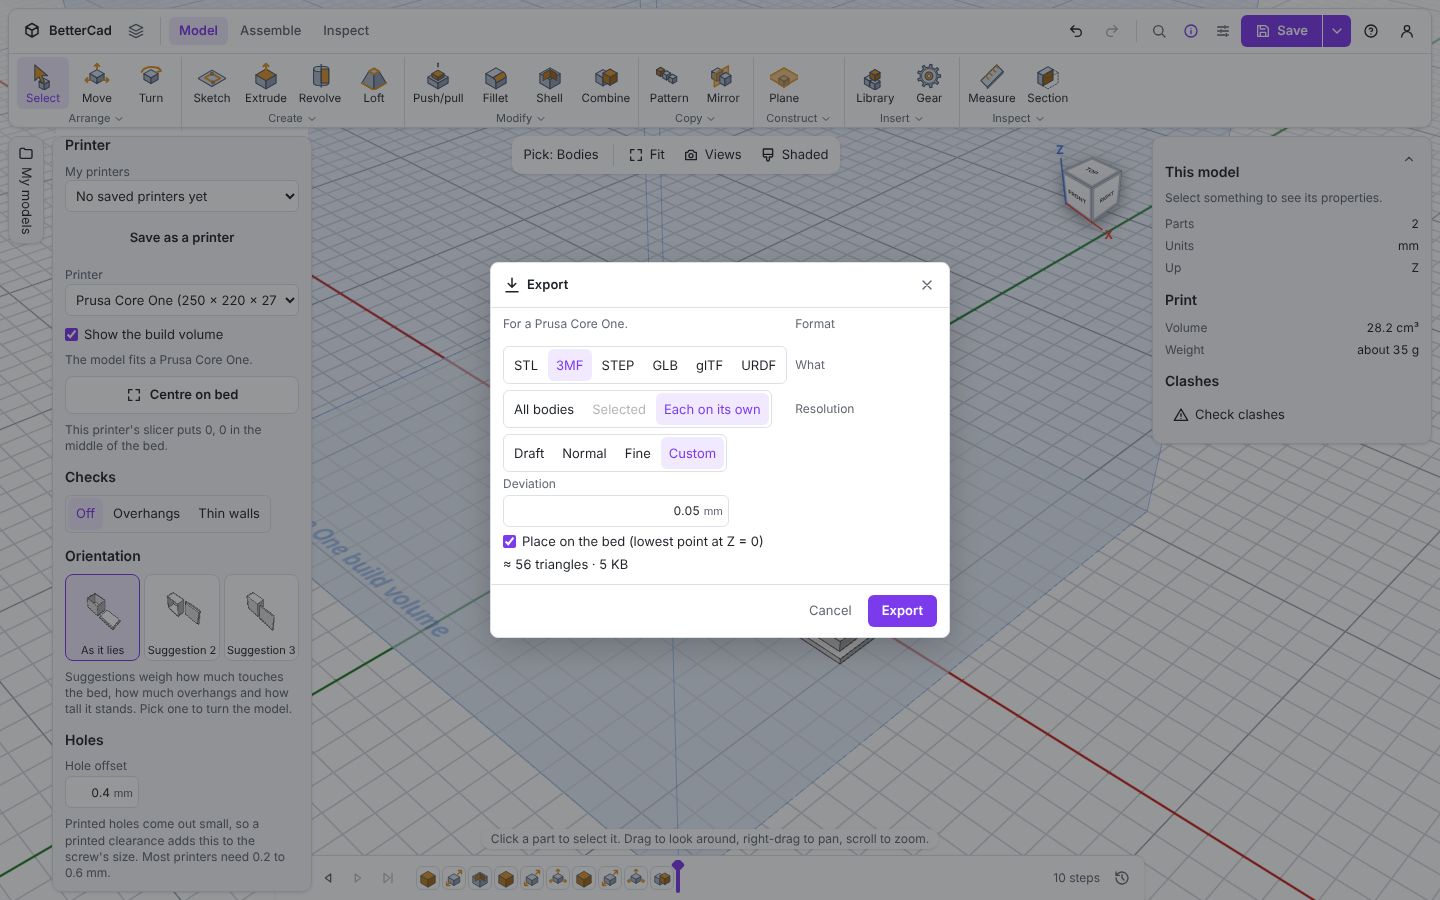 BetterCad
Model
Assemble
Inspect
Save
Select
Move
Turn
Sketch
Extrude
Revolve
Loft
Push/pull
Fillet
Shell
Combine
Pattern
Mirror
Plane
Library
Gear
Measure
Section
Arrange
Create
Modify
Copy
Construct
Insert
Inspect
My models
Printer
My printers
No saved printers yet
Save as a printer
Printer
Prusa Core One (250 × 220 × 27
Show the build volume
The model fits a Prusa Core One.
Centre on bed
This printer's slicer puts 0, 0 in the
middle of the bed.
Checks
Off
Overhangs
Thin walls
Orientation
As it lies
Suggestion 2
Suggestion 3
Suggestions weigh how much touches
the bed, how much overhangs and how
tall it stands. Pick one to turn the model.
Holes
Hole offset
0.4 mm
Printed holes come out small, so a
printed clearance adds this to the
screw's size. Most printers need 0.2 to
0.6 mm.
Pick: Bodies
Fit
Views
Shaded
Z
TOP
FRONT
RIGHT
X
One build volume
Export
For a Prusa Core One.
Format
STL
3MF
STEP
GLB
glTF
URDF
What
All bodies
Selected
Each on its own
Resolution
Draft
Normal
Fine
Custom
Deviation
0.05 mm
Place on the bed (lowest point at Z = 0)
≈ 56 triangles · 5 KB
Cancel
Export
This model
Select something to see its properties.
Parts 2
Units mm
Up Z
Print
Volume 28.2 cm³
Weight about 35 g
Clashes
Check clashes
Click a part to select it. Drag to look around, right-drag to pan, scroll to zoom.
10 steps